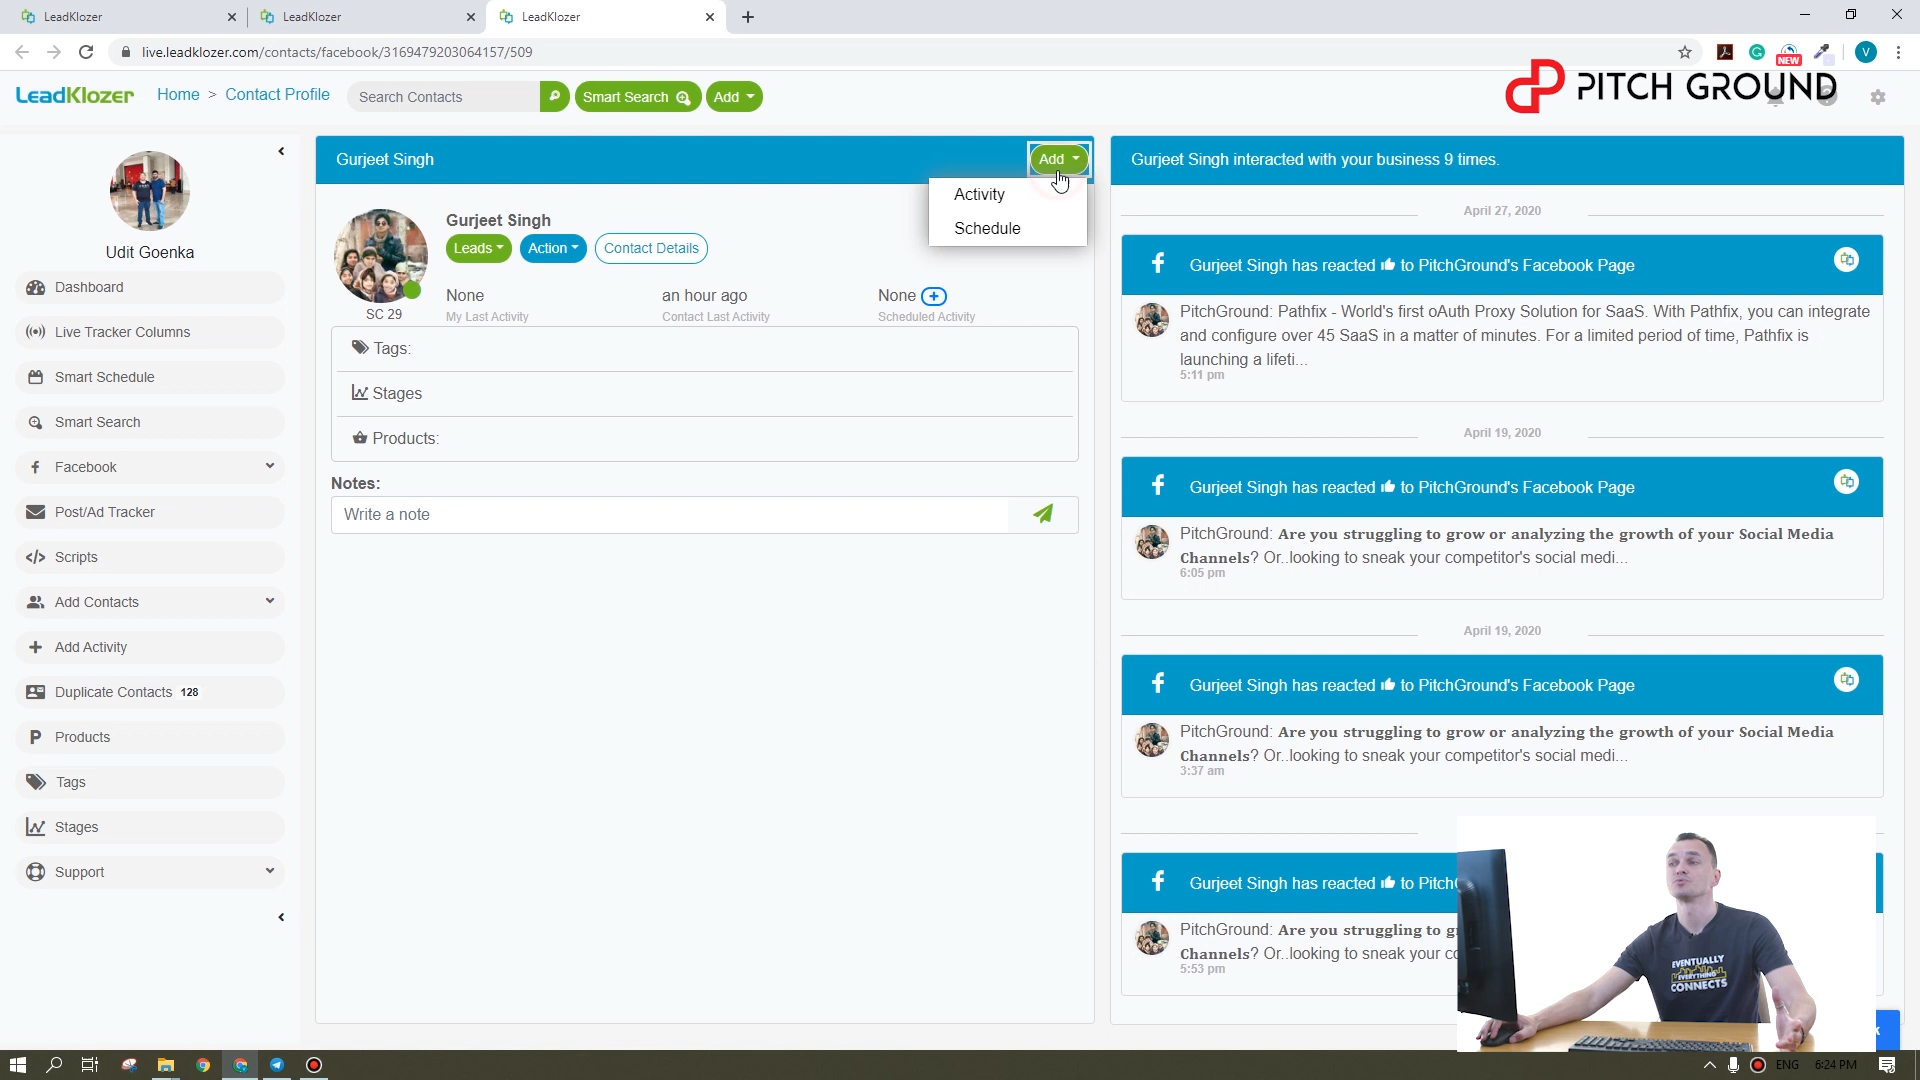 LeadKlozer
LeadKlozer
LeadKlozer
live.leadklozer.com/contacts/facebook/3169479203064157/509
NEW
V
LeadKlozer
Home > Contact Profile
Search Contacts
Smart Search
Add
PITCH GROUND
Udit Goenka
Dashboard
Live Tracker Columns
Smart Schedule
Smart Search
Facebook
Post/Ad Tracker
Scripts
Add Contacts
Add Activity
Duplicate Contacts 128
Products
Tags
Stages
Support
Gurjeet Singh
Add
Activity
Schedule
Gurjeet Singh
Leads
Action
Contact Details
SC 29
None
My Last Activity
an hour ago
Contact Last Activity
None
Scheduled Activity
Tags:
Stages
Products:
Notes:
Write a note
Gurjeet Singh interacted with your business 9 times.
April 27, 2020
Gurjeet Singh has reacted 👍 to PitchGround's Facebook Page
PitchGround: Pathfix - World's first oAuth Proxy Solution for SaaS. With Pathfix, you can integrate
and configure over 45 SaaS in a matter of minutes. For a limited period of time, Pathfix is
launching a lifeti...
5:11 pm
April 19, 2020
Gurjeet Singh has reacted 👍 to PitchGround's Facebook Page
PitchGround: Are you struggling to grow or analyzing the growth of your Social Media
Channels? Or..looking to sneak your competitor's social medi...
6:05 pm
April 19, 2020
Gurjeet Singh has reacted 👍 to PitchGround's Facebook Page
PitchGround: Are you struggling to grow or analyzing the growth of your Social Media
Channels? Or..looking to sneak your competitor's social medi...
3:37 am
Gurjeet Singh has reacted 👍 to Pitch
PitchGround: Are you struggling to g
Channels? Or..looking to sneak your c
5:53 pm
EVENTUALLY
EVERYTHING
CONNECTS
ENG
6:24 PM